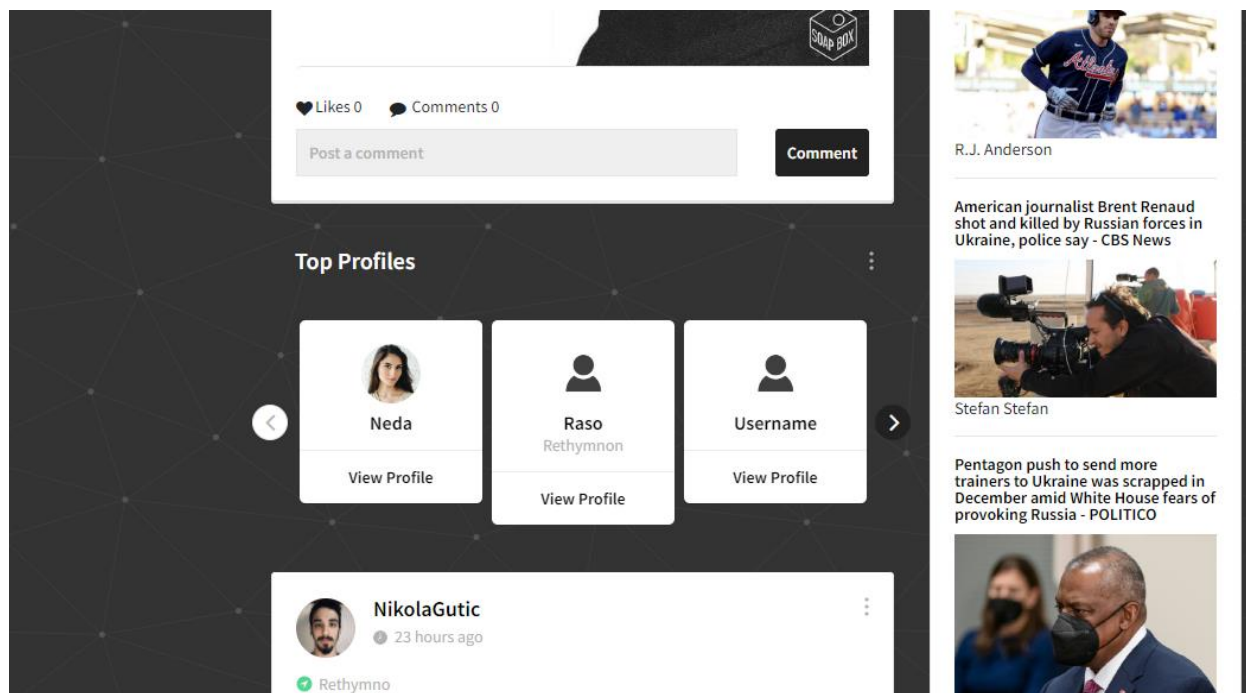 SOAP BOX
Likes 0 Comments 0
Post a comment
Comment
Top Profiles
Neda
View Profile
Raso
Rethymnon
View Profile
Username
View Profile
NikolaGutic
23 hours ago
Rethymno
Atlanta
R.J. Anderson
American journalist Brent Renaud
shot and killed by Russian forces in
Ukraine, police say - CBS News
Stefan Stefan
Pentagon push to send more
trainers to Ukraine was scrapped in
December amid White House fears of
provoking Russia - POLITICO